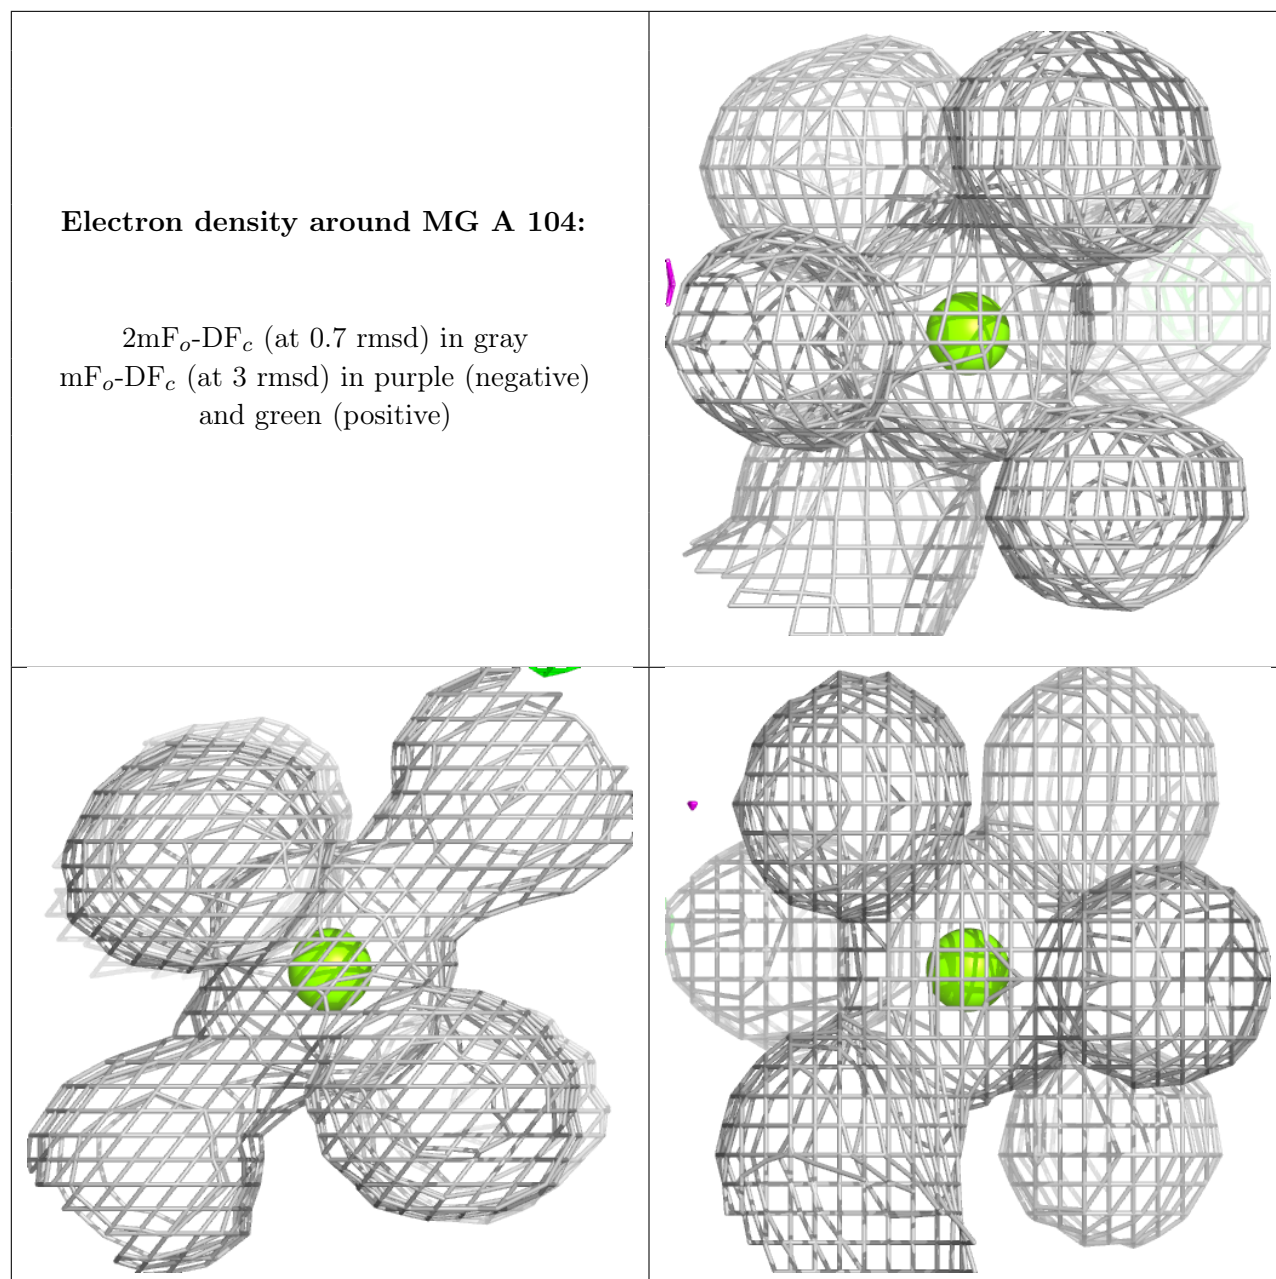 Electron density around MG A 104:
2mFo-DFc (at 0.7 rmsd) in gray
mFo-DFc (at 3 rmsd) in purple (negative)
and green (positive)